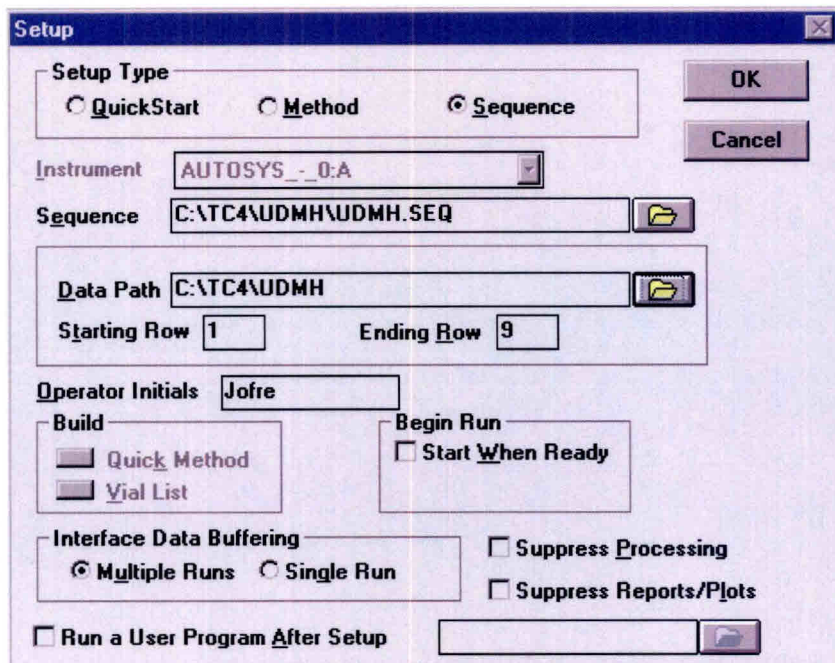 Setup
Setup Type
QuickStart Method Sequence
OK
Cancel
Instrument AUTOSYS_-_0:A
Sequence C:\TC4\UDMH\UDMH.SEQ
Data Path C:\TC4\UDMH
Starting Row 1 Ending Row 9
Operator Initials Jofre
Build
Quick Method
Vial List
Begin Run
Start When Ready
Interface Data Buffering
Multiple Runs Single Run
Suppress Processing
Suppress Reports/Plots
Run a User Program After Setup